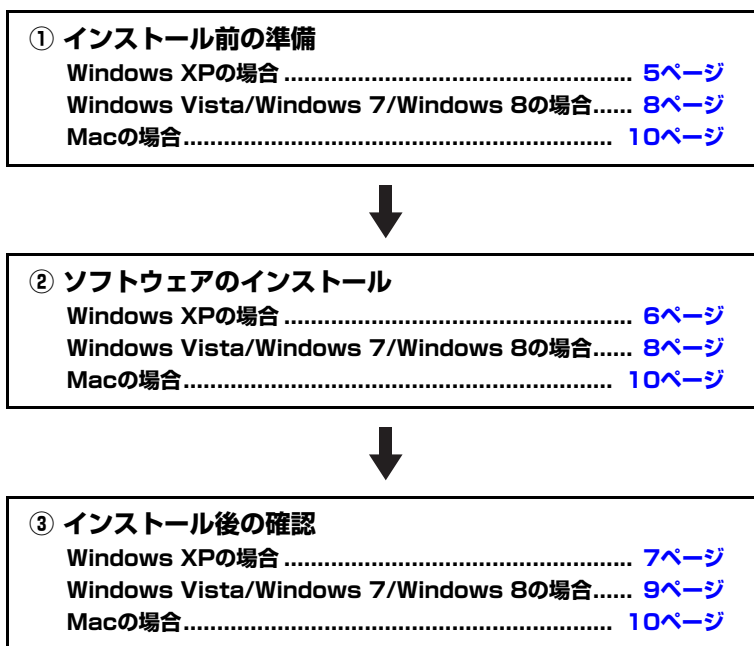 ① インストール前の準備
Windows XPの場合 .................................................... 5ページ
Windows Vista/Windows 7/Windows 8の場合...... 8ページ
Macの場合................................................................ 10ページ
② ソフトウェアのインストール
Windows XPの場合 .................................................... 6ページ
Windows Vista/Windows 7/Windows 8の場合...... 8ページ
Macの場合................................................................ 10ページ
③ インストール後の確認
Windows XPの場合 .................................................... 7ページ
Windows Vista/Windows 7/Windows 8の場合...... 9ページ
Macの場合................................................................ 10ページ